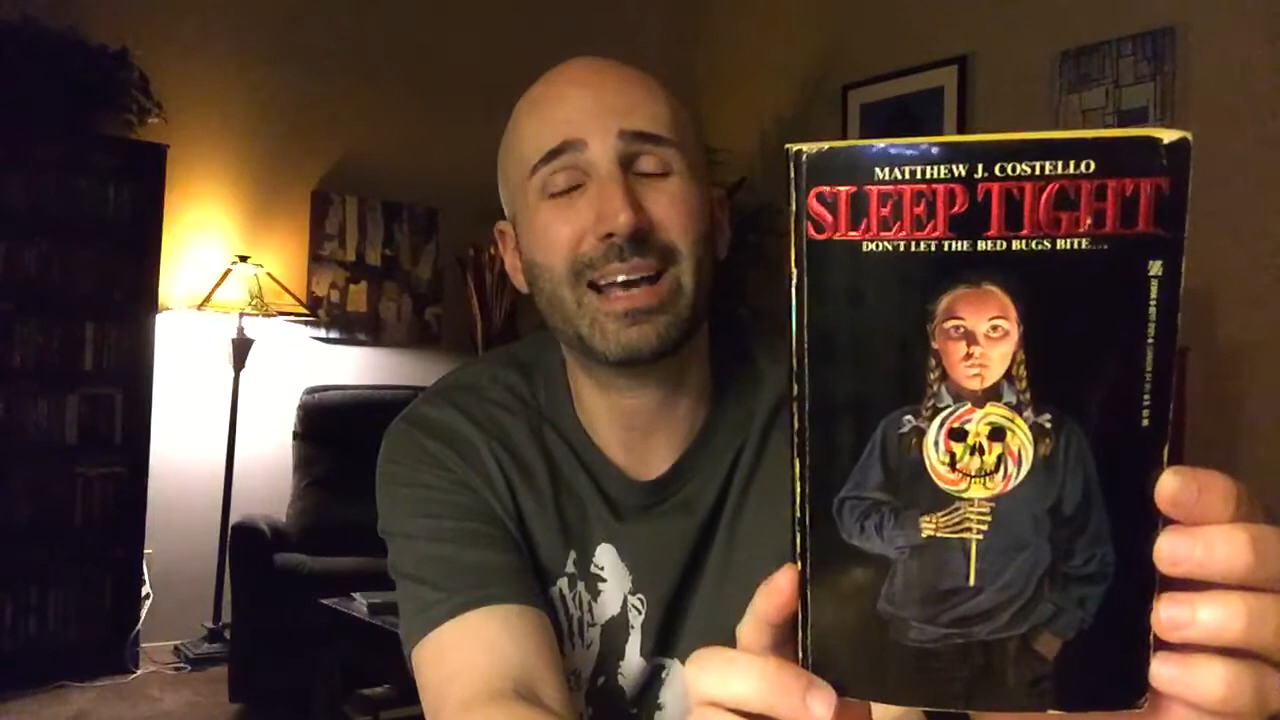 MATTHEW J. COSTELLO
SLEEP TIGHT
DON'T LET THE BED BUGS BITE...